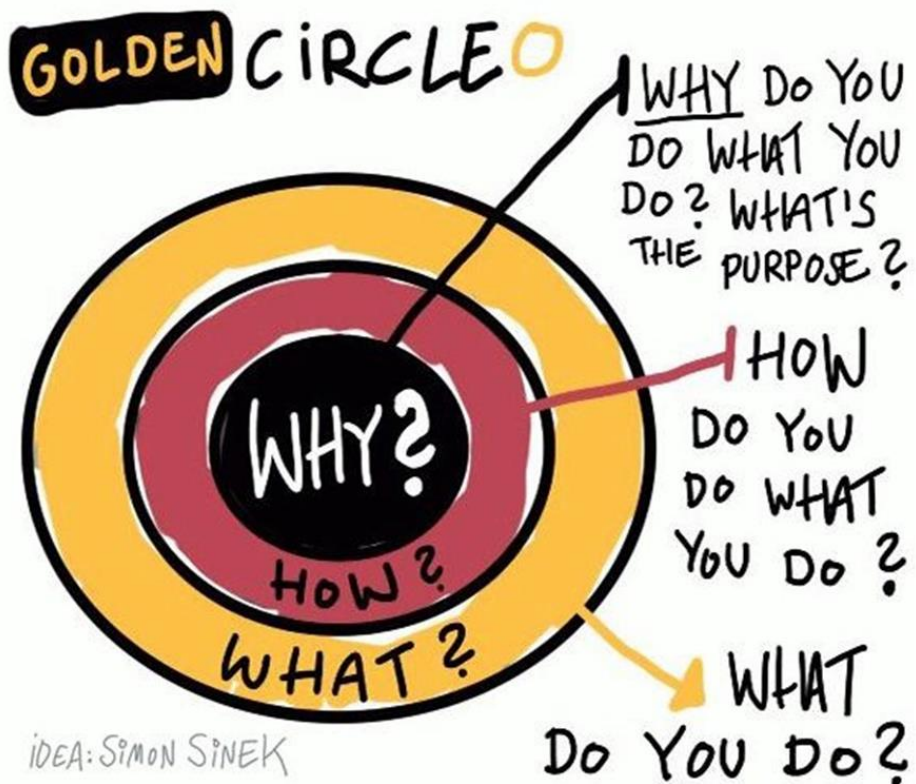 GOLDEN CiRCLE
WHY DO YOU
DO WHAT YOU
DO? WHAT'S
THE PURPOSE?
WHY?
HOW?
WHAT?
HOW
DO YOU
DO WHAT
YOU DO?
WHAT
DO YOU DO?
iDEA: SiMON SiNEK